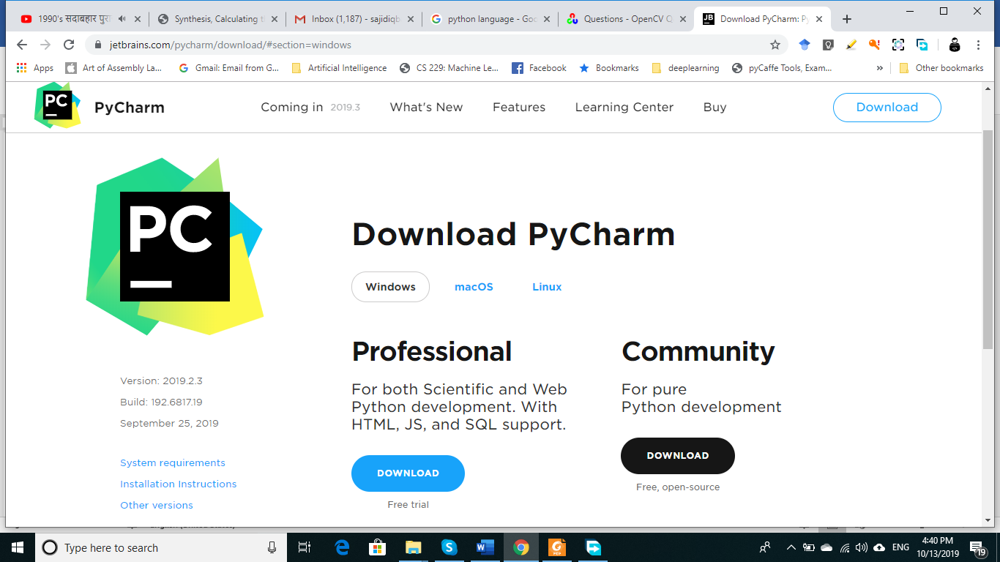 1990's सदाबहार पुरा
Synthesis, Calculating t
Inbox (1,187) - sajidiqb
python language - Goo
Questions - OpenCV Q
JB
Download PyCharm: Py
jetbrains.com/pycharm/download/#section=windows
Apps
Art of Assembly La...
Gmail: Email from G...
Artificial Intelligence
CS 229: Machine Le...
Facebook
Bookmarks
deeplearning
pyCaffe Tools, Exam...
»
Other bookmarks
PC
PyCharm
Coming in 2019.3
What's New
Features
Learning Center
Buy
Download
PC
Download PyCharm
Windows
macOS
Linux
Professional
For both Scientific and Web
Python development. With
HTML, JS, and SQL support.
DOWNLOAD
Free trial
Community
For pure
Python development
DOWNLOAD
Free, open-source
Version: 2019.2.3
Build: 192.6817.19
September 25, 2019
System requirements
Installation Instructions
Other versions
Type here to search
ENG
4:40 PM
10/13/2019
19